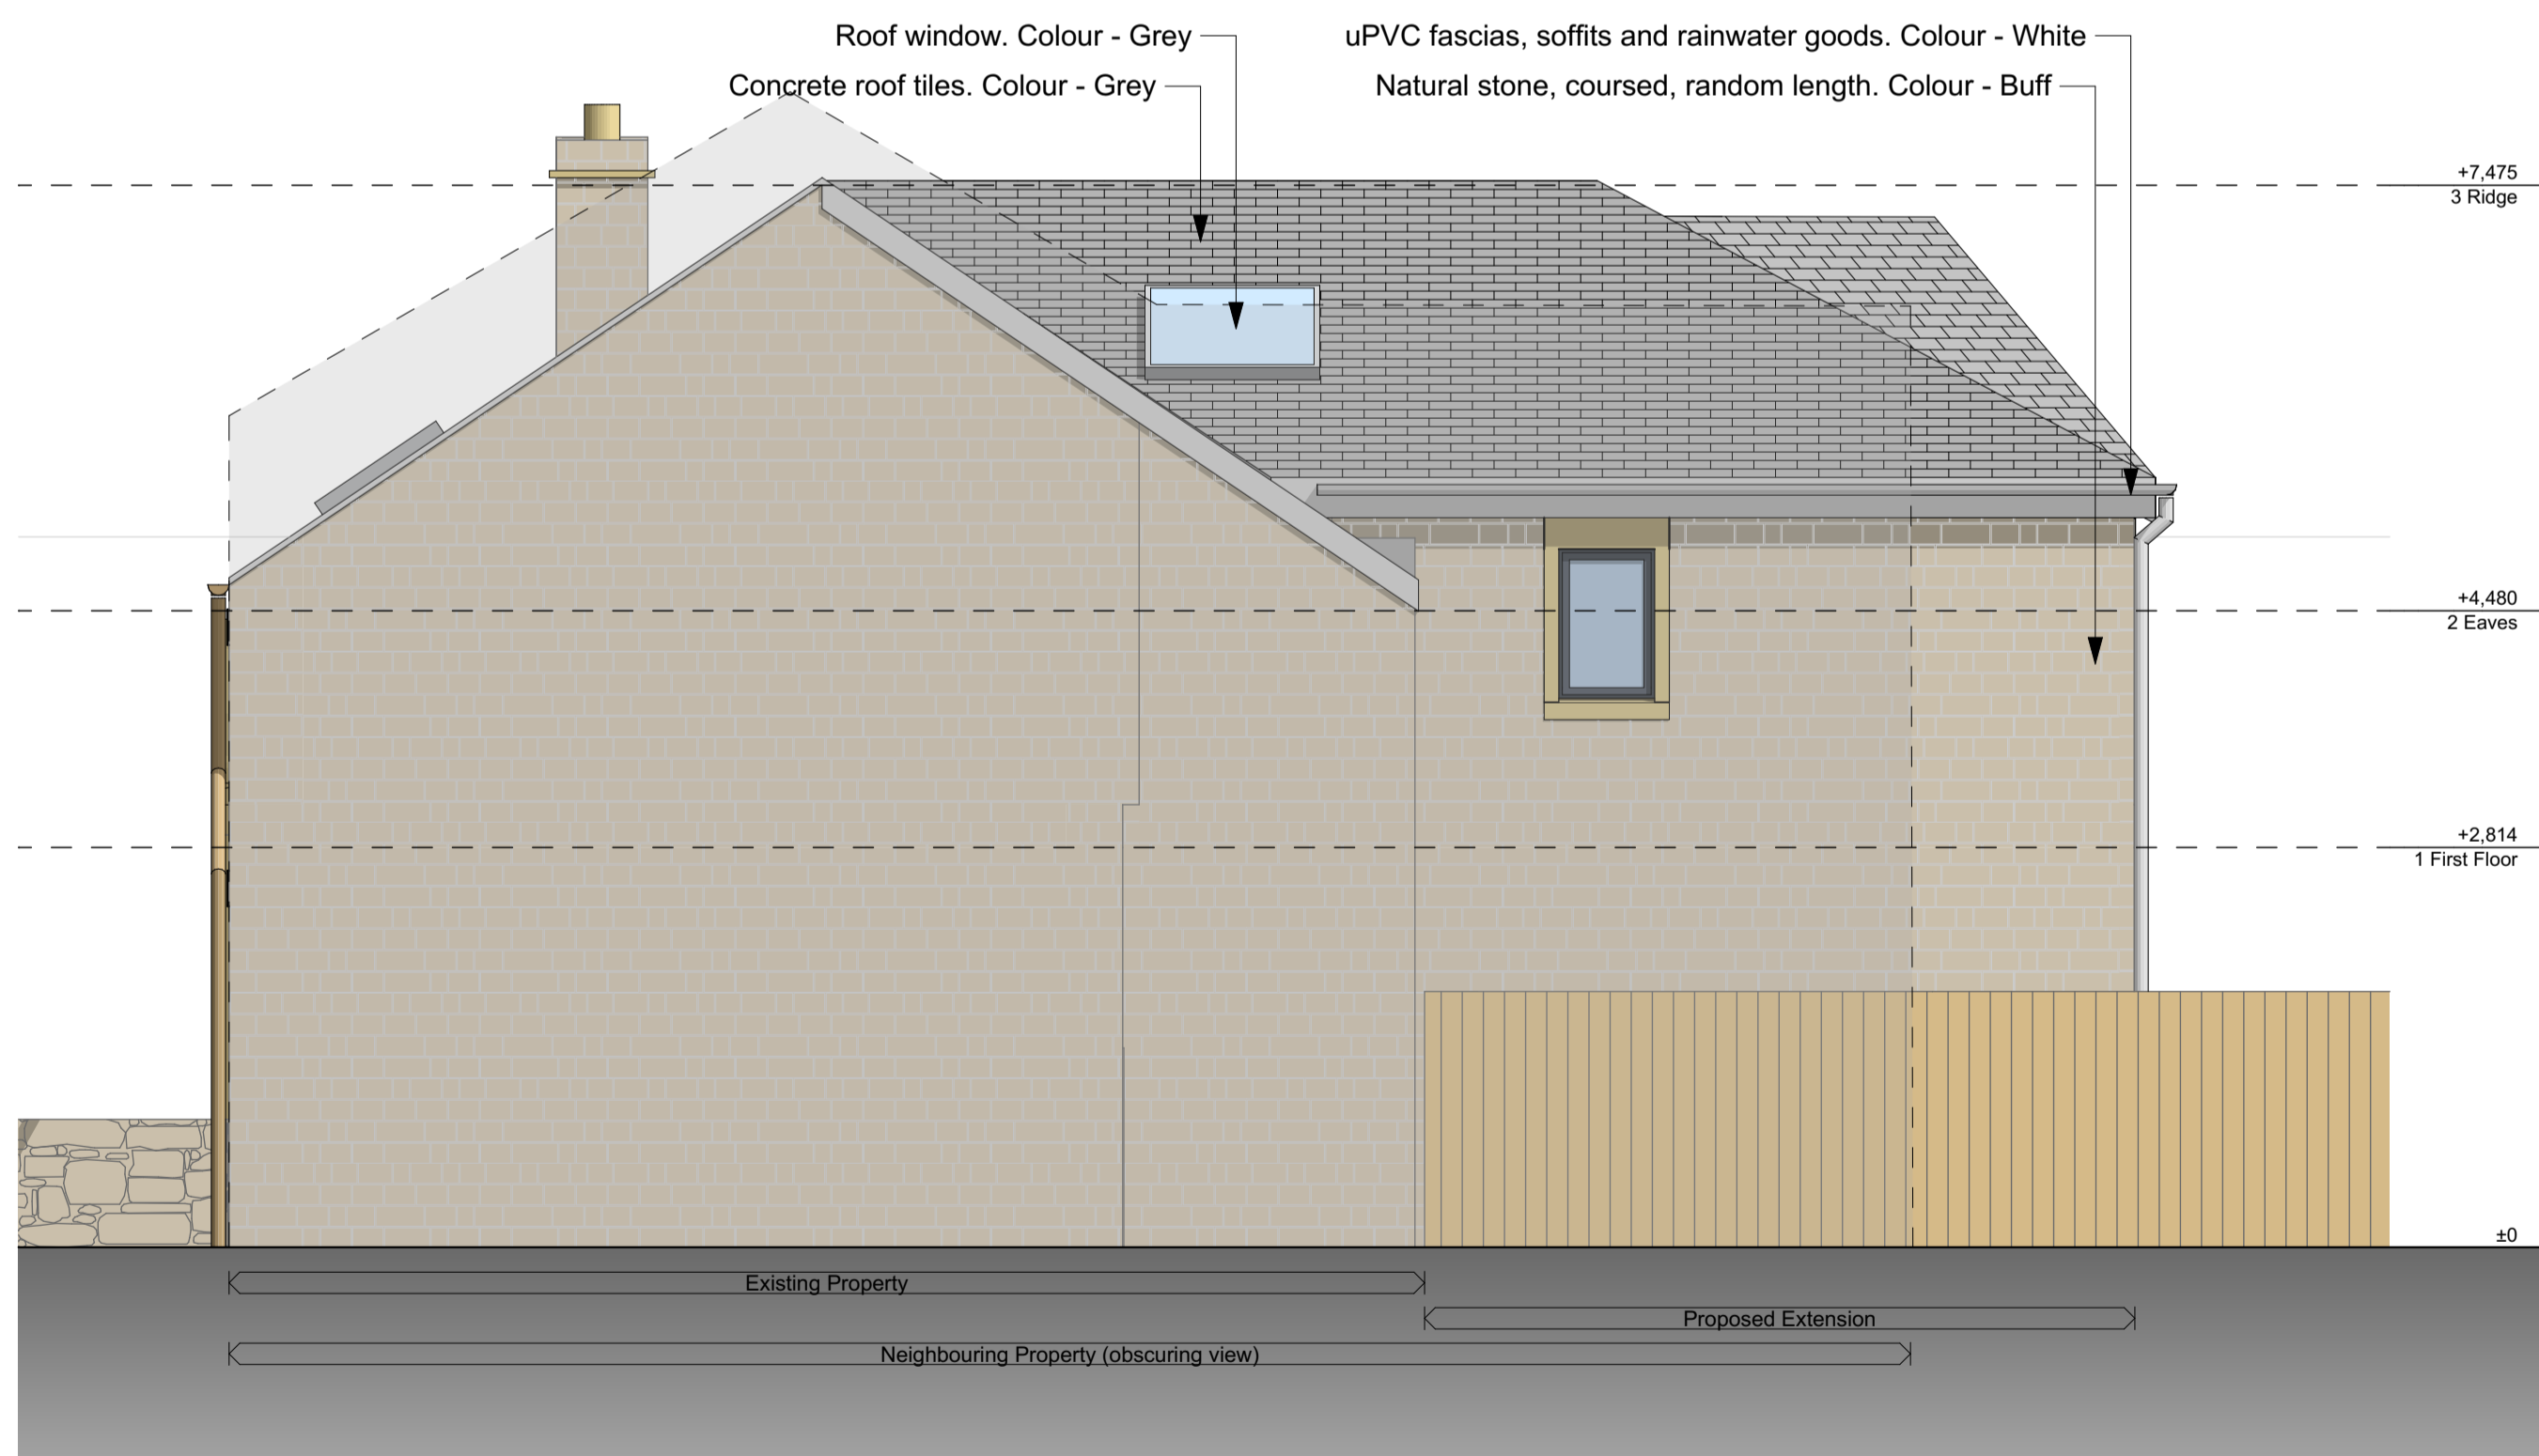 Roof window. Colour - Grey
uPVC fascias, soffits and rainwater goods. Colour - White
Concrete roof tiles. Colour - Grey
Natural stone, coursed, random length. Colour - Buff
+7,475
3 Ridge
+4,480
2 Eaves
+2,814
1 First Floor
±0
Existing Property
Proposed Extension
Neighbouring Property (obscuring view)